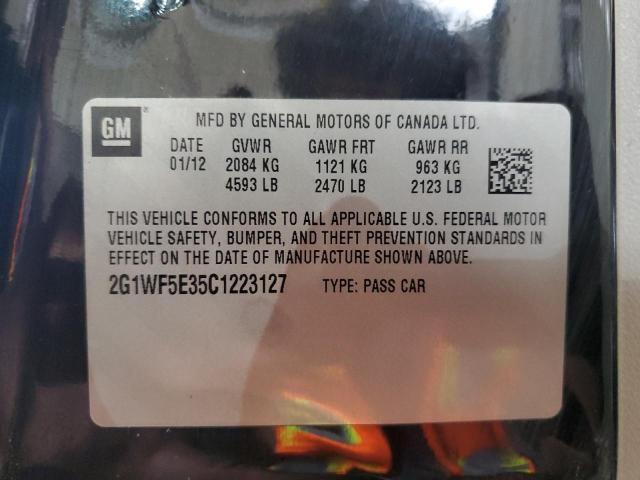 GM
MFD BY GENERAL MOTORS OF CANADA LTD.
DATE GVWR GAWR FRT GAWR RR
01/12 2084 KG 1121 KG 963 KG
4593 LB 2470 LB 2123 LB
THIS VEHICLE CONFORMS TO ALL APPLICABLE U.S. FEDERAL MOTOR
VEHICLE SAFETY, BUMPER, AND THEFT PREVENTION STANDARDS IN
EFFECT ON THE DATE OF MANUFACTURE SHOWN ABOVE.
2G1WF5E35C1223127 TYPE: PASS CAR